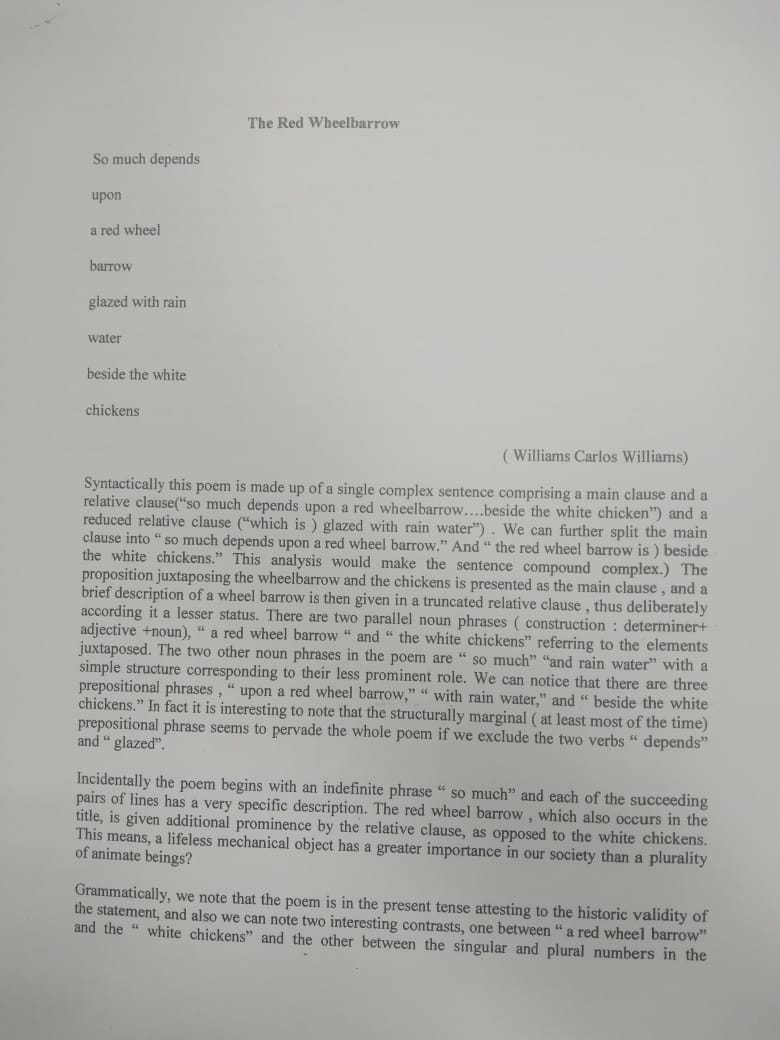 The Red Wheelbarrow
So much depends
upon
a red wheel
barrow
glazed with rain
water
beside the white
chickens
( Williams Carlos Williams)
Syntactically this poem is made up of a single complex sentence comprising a main clause and a
relative clause(“so much depends upon a red wheelbarrow….beside the white chicken”) and a
reduced relative clause (“which is ) glazed with rain water”) . We can further split the main
clause into “ so much depends upon a red wheel barrow.” And “ the red wheel barrow is ) beside
the white chickens.” This analysis would make the sentence compound complex.) The
proposition juxtaposing the wheelbarrow and the chickens is presented as the main clause , and a
brief description of a wheel barrow is then given in a truncated relative clause , thus deliberately
according it a lesser status. There are two parallel noun phrases ( construction : determiner+
adjective +noun), “ a red wheel barrow “ and “ the white chickens” referring to the elements
juxtaposed. The two other noun phrases in the poem are “ so much” “and rain water” with a
simple structure corresponding to their less prominent role. We can notice that there are three
prepositional phrases , “ upon a red wheel barrow,” “ with rain water,” and “ beside the white
chickens.” In fact it is interesting to note that the structurally marginal ( at least most of the time)
prepositional phrase seems to pervade the whole poem if we exclude the two verbs “ depends”
and “ glazed”.
Incidentally the poem begins with an indefinite phrase “ so much” and each of the succeeding
pairs of lines has a very specific description. The red wheel barrow , which also occurs in the
title, is given additional prominence by the relative clause, as opposed to the white chickens.
This means, a lifeless mechanical object has a greater importance in our society than a plurality
of animate beings?
Grammatically, we note that the poem is in the present tense attesting to the historic validity of
the statement, and also we can note two interesting contrasts, one between “ a red wheel barrow”
and the “ white chickens” and the other between the singular and plural numbers in the